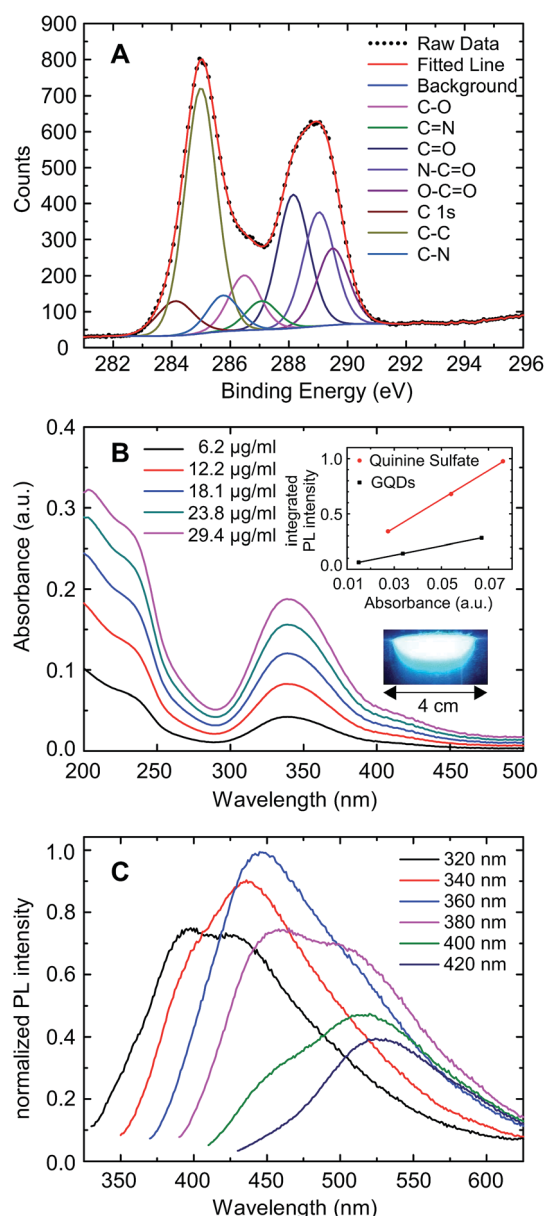 A
Raw Data
Fitted Line
Background
C-O
C=N
C=O
N-C=O
O-C=O
C 1s
C-C
C-N
Counts
900
800
700
600
500
400
300
200
100
0
282 284 286 288 290 292 294 296
Binding Energy (eV)
B
6.2 µg/ml
12.2 µg/ml
18.1 µg/ml
23.8 µg/ml
29.4 µg/ml
integrated
PL intensity
1.0
0.5
0.0
Quinine Sulfate
GQDs
0.01 0.03 0.05 0.07
Absorbance (a.u.)
4 cm
Absorbance (a.u.)
0.4
0.3
0.2
0.1
0.0
200 250 300 350 400 450 500
Wavelength (nm)
C
320 nm
340 nm
360 nm
380 nm
400 nm
420 nm
normalized PL intensity
1.0
0.8
0.6
0.4
0.2
0.0
350 400 450 500 550 600
Wavelength (nm)